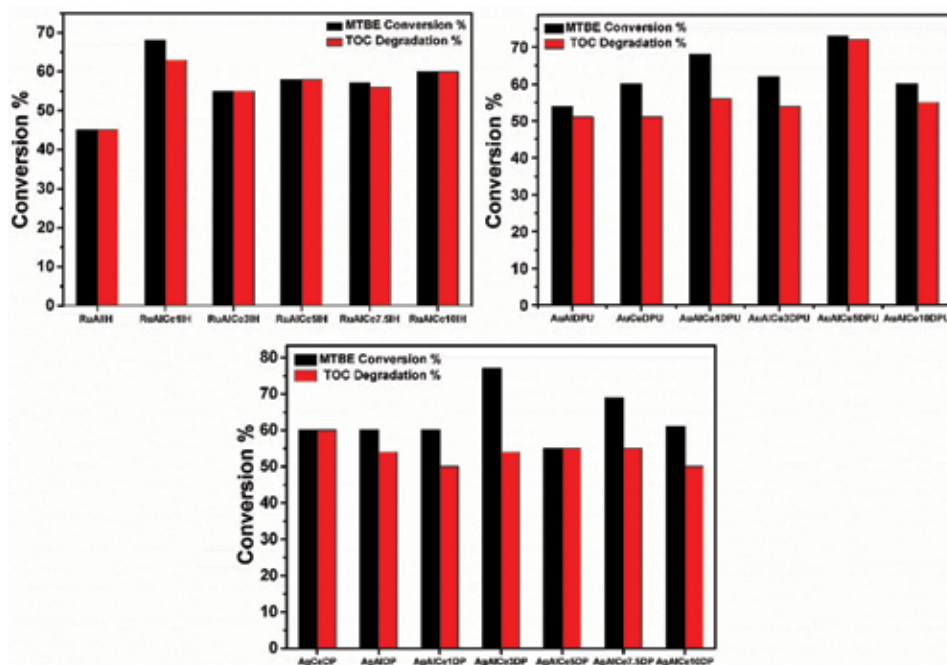 MTBE Conversion %
TOC Degradation %
Conversion %
70
60
50
40
30
20
10
0
RuAlIH
RuAlCe1IH
RuAlCe3IH
RuAlCe5IH
RuAlCe7.5IH
RuAlCe10IH
MTBE Conversion %
TOC Degradation %
Conversion %
70
60
50
40
30
20
10
0
AuAlDPU
AuCeDPU
AuAlCe1DPU
AuAlCe3DPU
AuAlCe5DPU
AuAlCe10DPU
MTBE Conversion %
TOC Degradation %
Conversion %
80
70
60
50
40
30
20
10
0
AgCeDP
AgAlDP
AgAlCe1DP
AgAlCe3DP
AgAlCe5DP
AgAlCe7.5DP
AgAlCe10DP